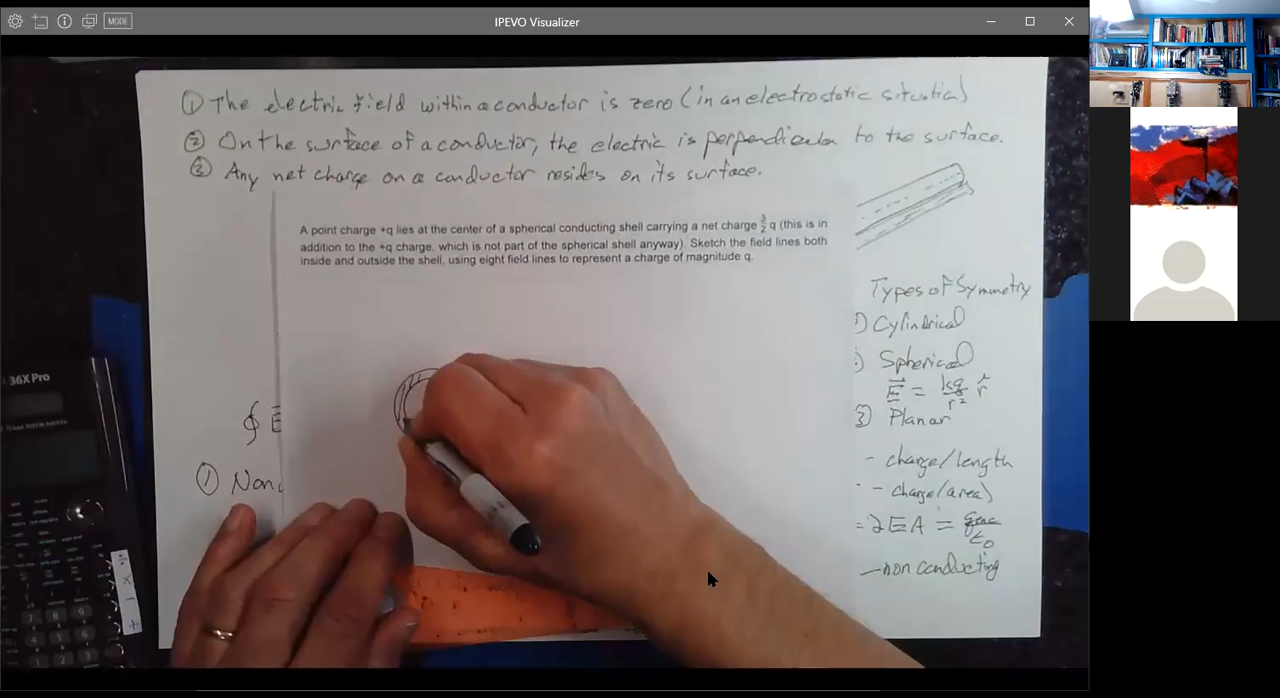 IPEVO Visualizer
MODE
① The electric field within a conductor is zero (in an electrostatic situation)
② On the surface of a conductor, the electric is perpendicular to the surface.
③ Any net charge on a conductor resides on its surface.
A point charge +q lies at the center of a spherical conducting shell carrying a net charge 3/2 q (this is in
addition to the +q charge, which is not part of the spherical shell anyway). Sketch the field lines both
inside and outside the shell, using eight field lines to represent a charge of magnitude q.
Types of Symmetry
1) Cylindrical
) Spherical
E⃗ = kq/r² r̂
③ Planar
- charge/length
- charge/area)
= 2EA = qenc/ε0
- non conducting
∮ E
① Non
36X Pro